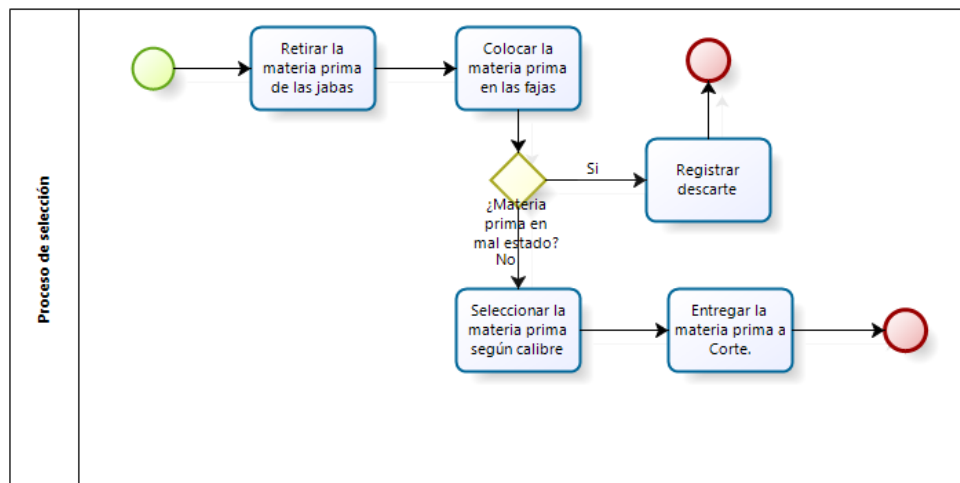 Proceso de selección
Retirar la
materia prima
de las jabas
Colocar la
materia prima
en las fajas
¿Materia
prima en
mal estado?
Si
Registrar
descarte
No
Seleccionar la
materia prima
según calibre
Entregar la
materia prima a
Corte.